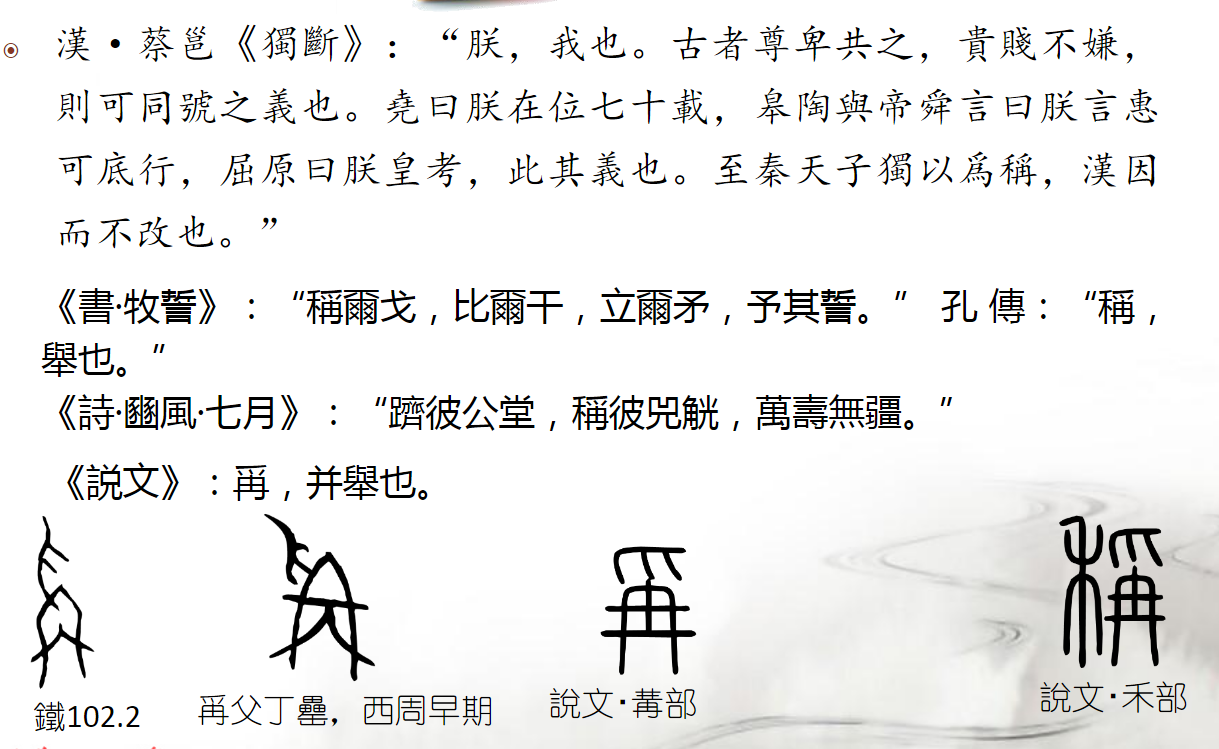 漢·蔡邕《獨斷》：“朕，我也。古者尊卑共之，貴賤不嫌，
則可同號之義也。堯曰朕在位七十載，皋陶與帝舜言曰朕言惠
可底行，屈原曰朕皇考，此其義也。至秦天子獨以爲稱，漢因
而不改也。”
《書·牧誓》：“稱爾戈，比爾干，立爾矛，予其誓。” 孔 傳：“稱，
舉也。”
《詩·豳風·七月》：“躋彼公堂，稱彼兕觥，萬壽無疆。”
《説文》：爯，并舉也。
爯 稱
鐵102.2 爯父丁罍，西周早期 說文·冓部 說文·禾部